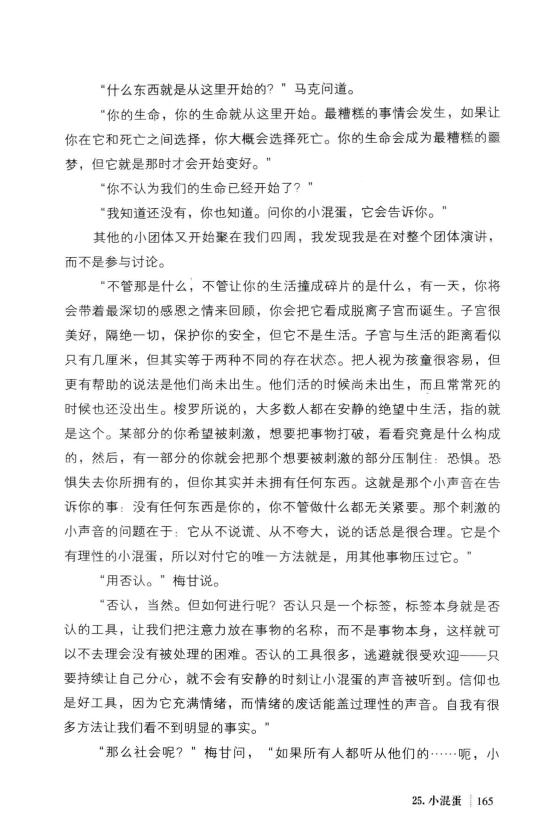 “什么东西就是从这里开始的？”马克问道。
“你的生命，你的生命就从这里开始。最糟糕的事情会发生，如果让
你在它和死亡之间选择，你大概会选择死亡。你的生命会成为最糟糕的噩
梦，但它就是那时才会开始变好。”
“你不认为我们的生命已经开始了？”
“我知道还没有，你也知道。问你的小混蛋，它会告诉你。”
其他的小团体又开始聚在我们四周，我发现我是在对整个团体演讲，
而不是参与讨论。
“不管那是什么，不管让你的生活撞成碎片的是什么，有一天，你将
会带着最深切的感恩之情来回顾，你会把它看成脱离子宫而诞生。子宫很
美好，隔绝一切，保护你的安全，但它不是生活。子宫与生活的距离看似
只有几厘米，但其实等于两种不同的存在状态。把人视为孩童很容易，但
更有帮助的说法是他们尚未出生。他们活的时候尚未出生，而且常常死的
时候也还没出生。梭罗所说的，大多数人都在安静的绝望中生活，指的就
是这个。某部分的你希望被刺激，想要把事物打破，看看究竟是什么构成
的，然后，有一部分的你就会把那个想要被刺激的部分压制住：恐惧。恐
惧失去你所拥有的，但你其实并未拥有任何东西。这就是那个小声音在告
诉你的事：没有任何东西是你的，你不管做什么都无关紧要。那个刺激的
小声音的问题在于：它从不说谎、从不夸大，说的话总是很合理。它是个
有理性的小混蛋，所以对付它的唯一方法就是，用其他事物压过它。”
“用否认。”梅甘说。
“否认，当然。但如何进行呢？否认只是一个标签，标签本身就是否
认的工具，让我们把注意力放在事物的名称，而不是事物本身，这样就可
以不去理会没有被处理的困难。否认的工具很多，逃避就很受欢迎——只
要持续让自己分心，就不会有安静的时刻让小混蛋的声音被听到。信仰也
是好工具，因为它充满情绪，而情绪的废话能盖过理性的声音。自我有很
多方法让我们看不到明显的事实。”
“那么社会呢？”梅甘问，“如果所有人都听从他们的……呃，小
25. 小混蛋 165